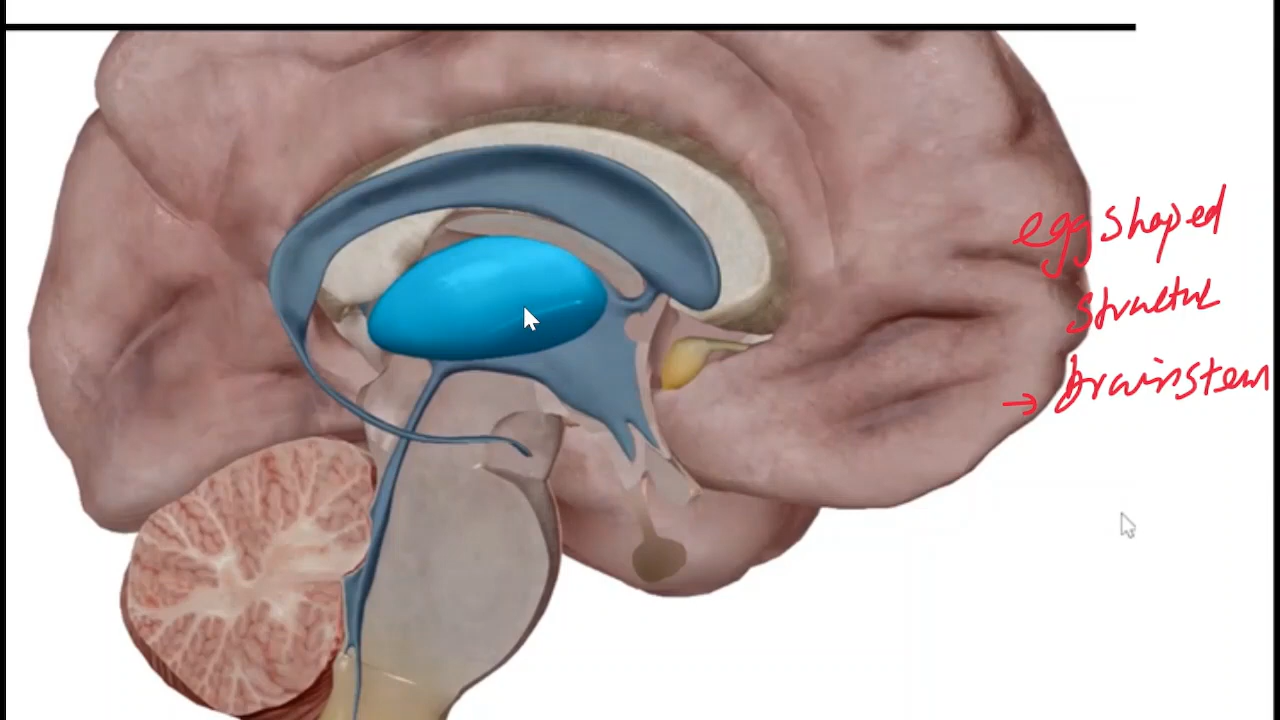 egg shaped
structure
→ brainstem